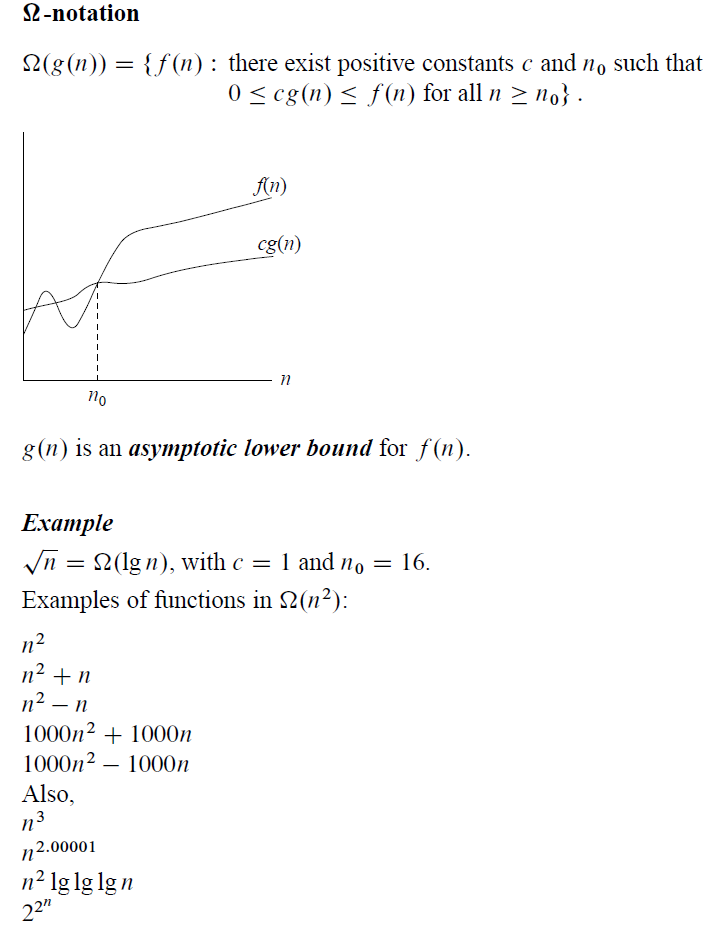 Ω-notation
Ω(g(n)) = {f(n) : there exist positive constants c and n₀ such that
0 ≤ cg(n) ≤ f(n) for all n ≥ n₀} .
f(n)
cg(n)
n
n₀
g(n) is an asymptotic lower bound for f(n).
Example
√n = Ω(lg n), with c = 1 and n₀ = 16.
Examples of functions in Ω(n²):
n²
n² + n
n² − n
1000n² + 1000n
1000n² − 1000n
Also,
n³
n²·⁰⁰⁰⁰¹
n² lg lg lg n
2^{2^n}